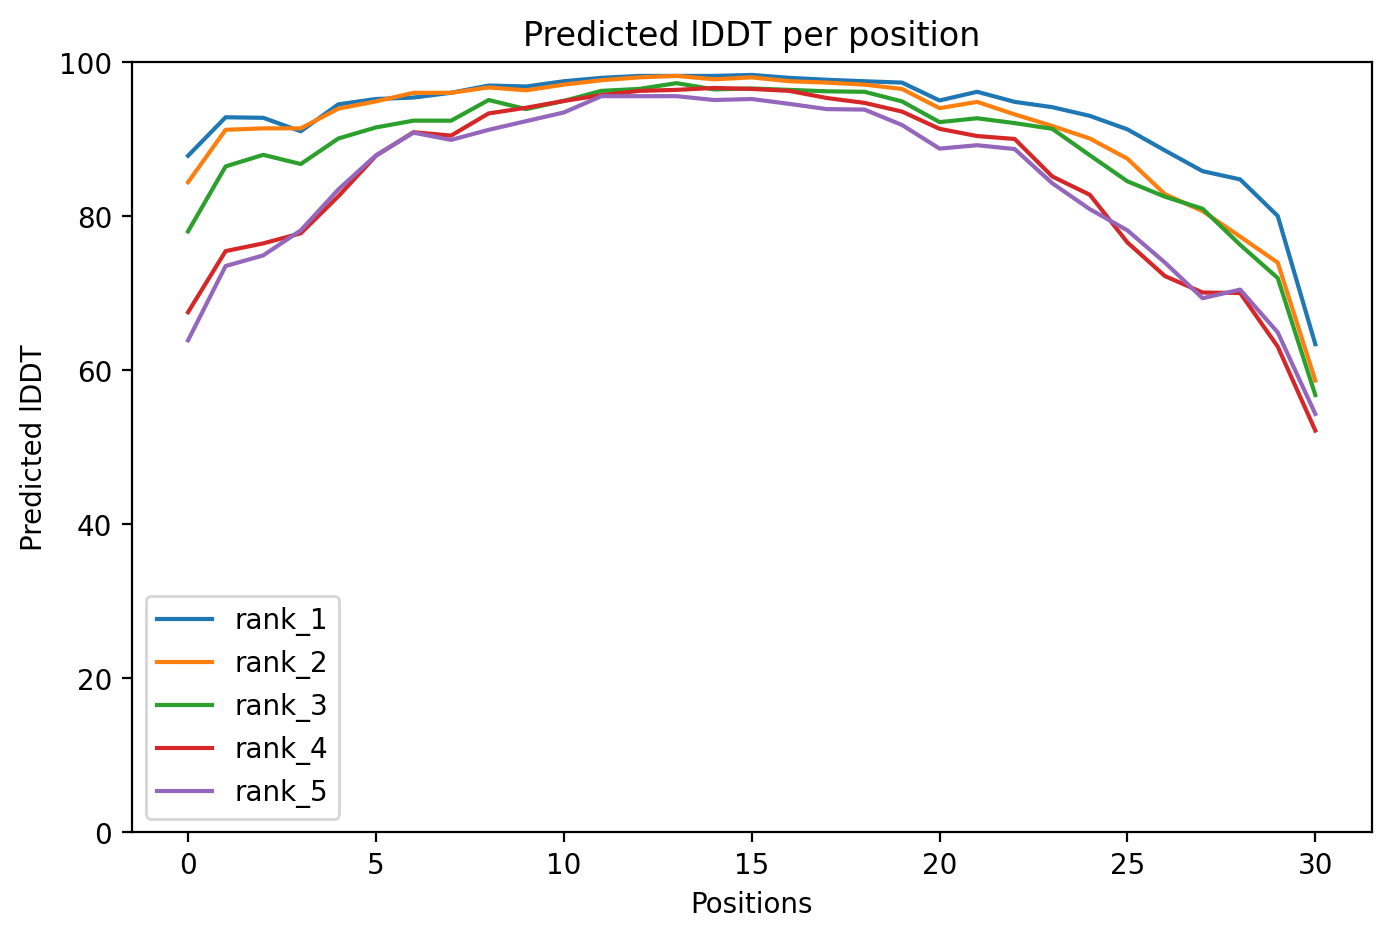 Predicted lDDT per position
Predicted lDDT
100
80
60
40
20
0
rank_1
rank_2
rank_3
rank_4
rank_5
0 5 10 15 20 25 30
Positions